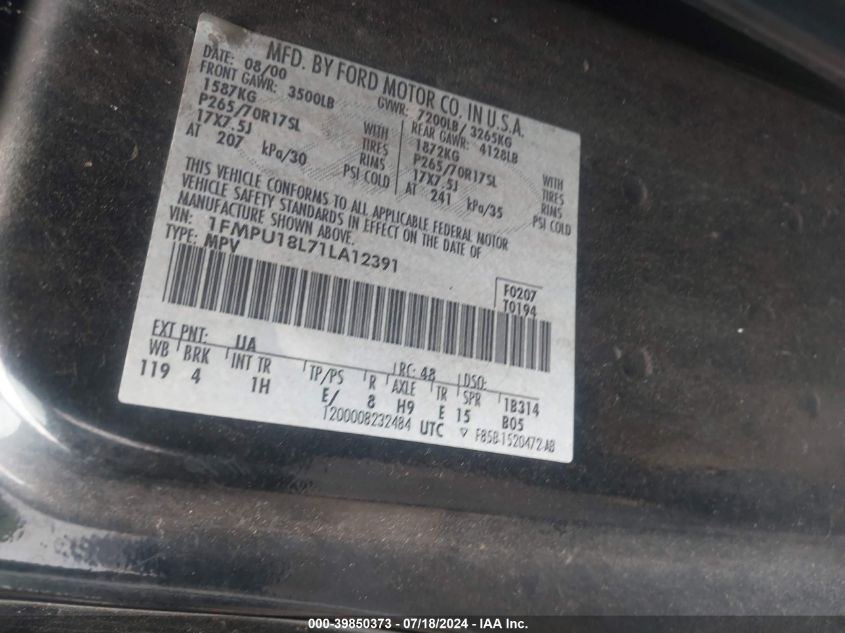 MFD. BY FORD MOTOR CO. IN U.S.A.
DATE: 08/00 GVWR: 7200LB / 3265KG
FRONT GAWR: 3500LB REAR GAWR: 4128LB
1587KG WITH 1872KG WITH
P265/70R17SL TIRES P265/70R17SL TIRES
17X7.5J RIMS 17X7.5J RIMS
AT 207 kPa/30 PSI COLD AT 241 kPa/35 PSI COLD
THIS VEHICLE CONFORMS TO ALL APPLICABLE FEDERAL MOTOR
VEHICLE SAFETY STANDARDS IN EFFECT ON THE DATE OF
MANUFACTURE SHOWN ABOVE.
VIN: 1FMPU18L71LA12391
TYPE: MPV
F0207
T0194
EXT PNT: UA RC: 48 DSO:
WB BRK INT TR TP/PS R AXLE TR SPR 1B314
119 4 1H E/ 8 H9 E 15 B05
T200008232484 UTC ▽ F85B-1520472-AB
000-39850373 - 07/18/2024 - IAA Inc.